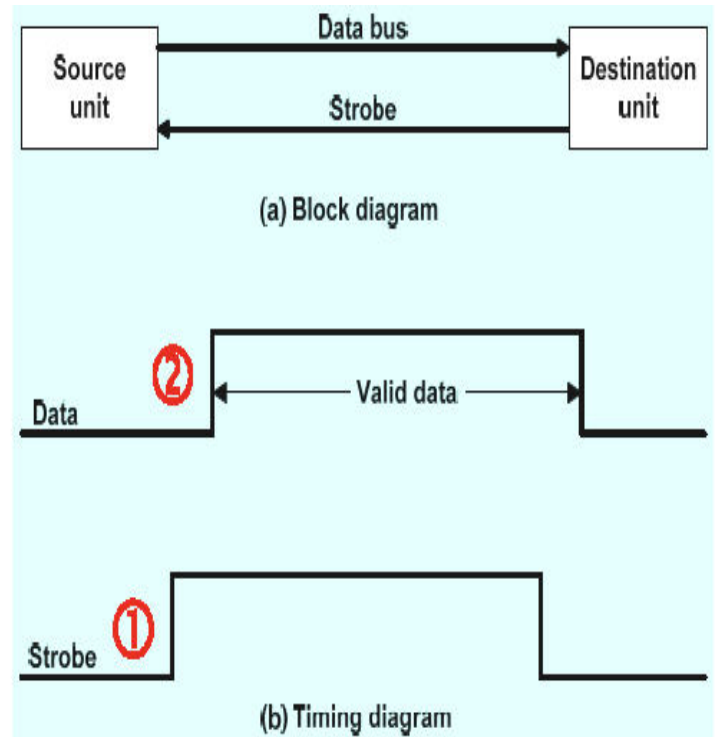 Data bus
Source
unit
Destination
unit
Strobe
(a) Block diagram
②
Valid data
Data
①
Strobe
(b) Timing diagram